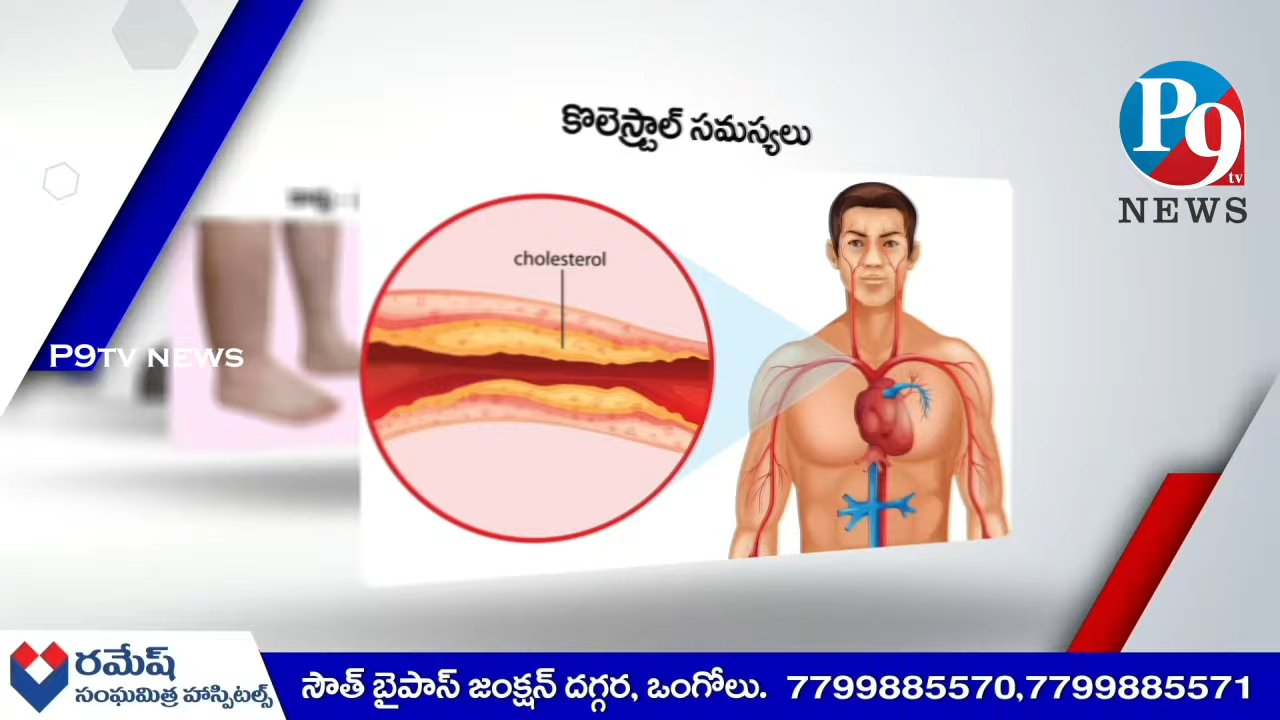 కొలెస్ట్రాల్ సమస్యలు
P9 tv
NEWS
cholesterol
P9TV NEWS
రమేష్
సంఘమిత్ర హాస్పిటల్స్
సౌత్ బైపాస్ జంక్షన్ దగ్గర, ఒంగోలు. 7799885570,7799885571